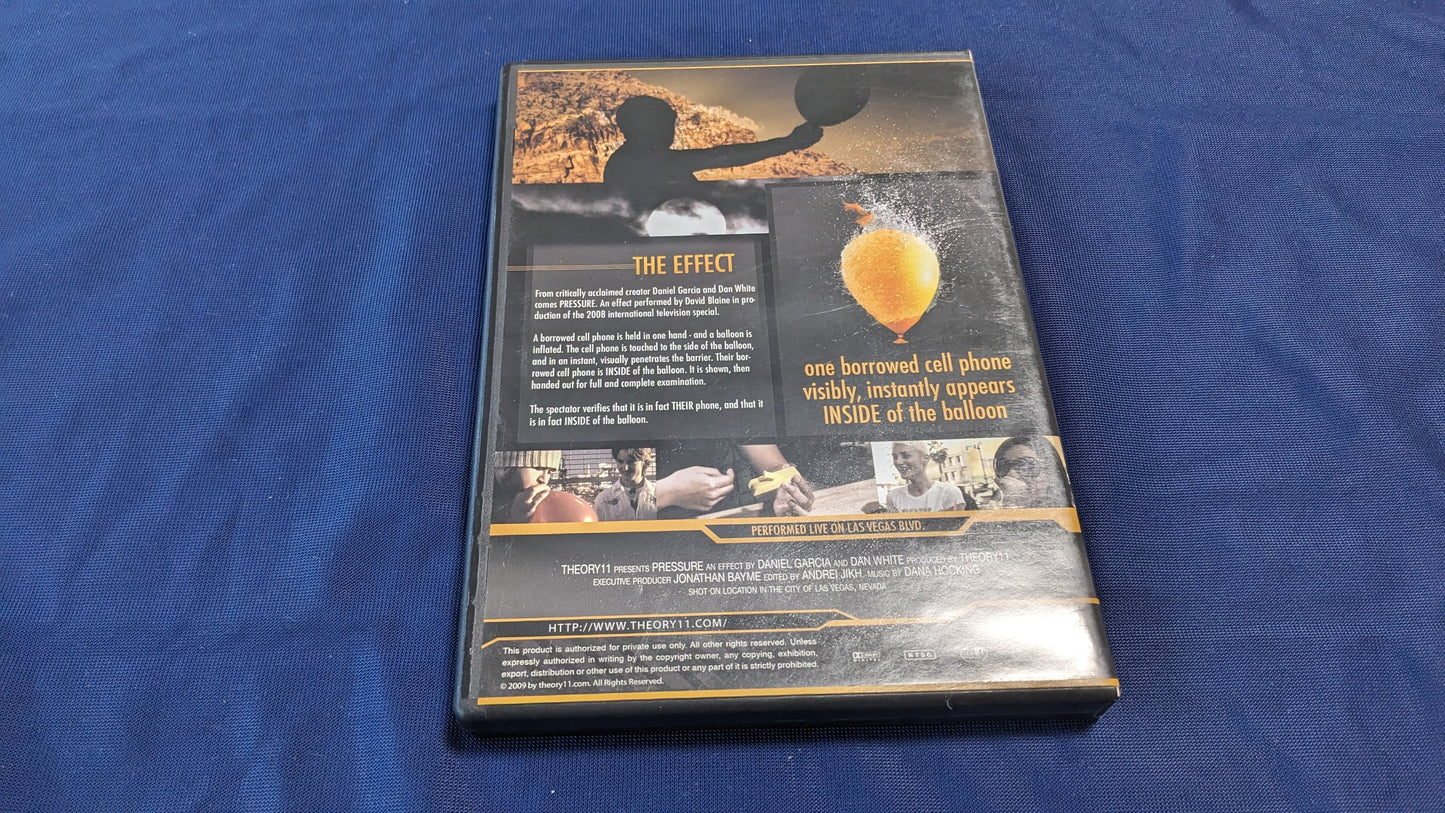 THE EFFECT
From critically acclaimed creator Daniel Garcia and Dan White
comes PRESSURE. An effect performed by David Blaine in pro-
duction of the 2008 international television special.
A borrowed cell phone is held in one hand - and a balloon is
inflated. The cell phone is touched to the side of the balloon,
and in an instant, visually penetrates the barrier. Their bor-
rowed cell phone is INSIDE of the balloon. It is shown, then
handed out for full and complete examination.
The spectator verifies that it is in fact THEIR phone, and that it
is in fact INSIDE of the balloon.
one borrowed cell phone
visibly, instantly appears
INSIDE of the balloon
PERFORMED LIVE ON LAS VEGAS BLVD.
THEORY11 PRESENTS PRESSURE AN EFFECT BY DANIEL GARCIA AND DAN WHITE PRODUCED BY THEORY11
EXECUTIVE PRODUCER JONATHAN BAYME EDITED BY ANDREI JIKH MUSIC BY DANA HOCKING
SHOT ON LOCATION IN THE CITY OF LAS VEGAS, NEVADA
HTTP://WWW.THEORY11.COM/
This product is authorized for private use only. All other rights reserved. Unless
expressly authorized in writing by the copyright owner, any copying, exhibition,
export, distribution or other use of this product or any part of it is strictly prohibited.
© 2009 by theory11.com. All Rights Reserved.
NTSC